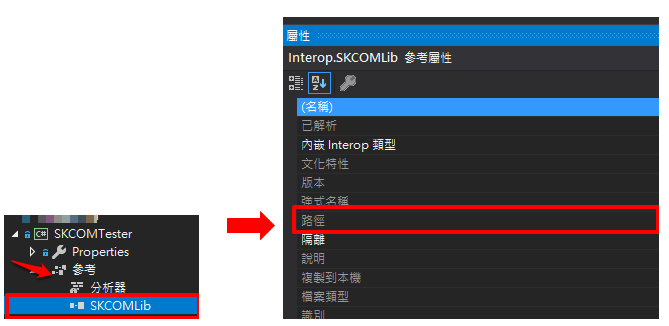 SKCOMTester
Properties
參考
分析器
SKCOMLib
屬性
Interop.SKCOMLib 參考屬性
(名稱)
已解析
內嵌 Interop 類型
文化特性
版本
強式名稱
路徑
隔離
說明
複製到本機
檔案類型
識別